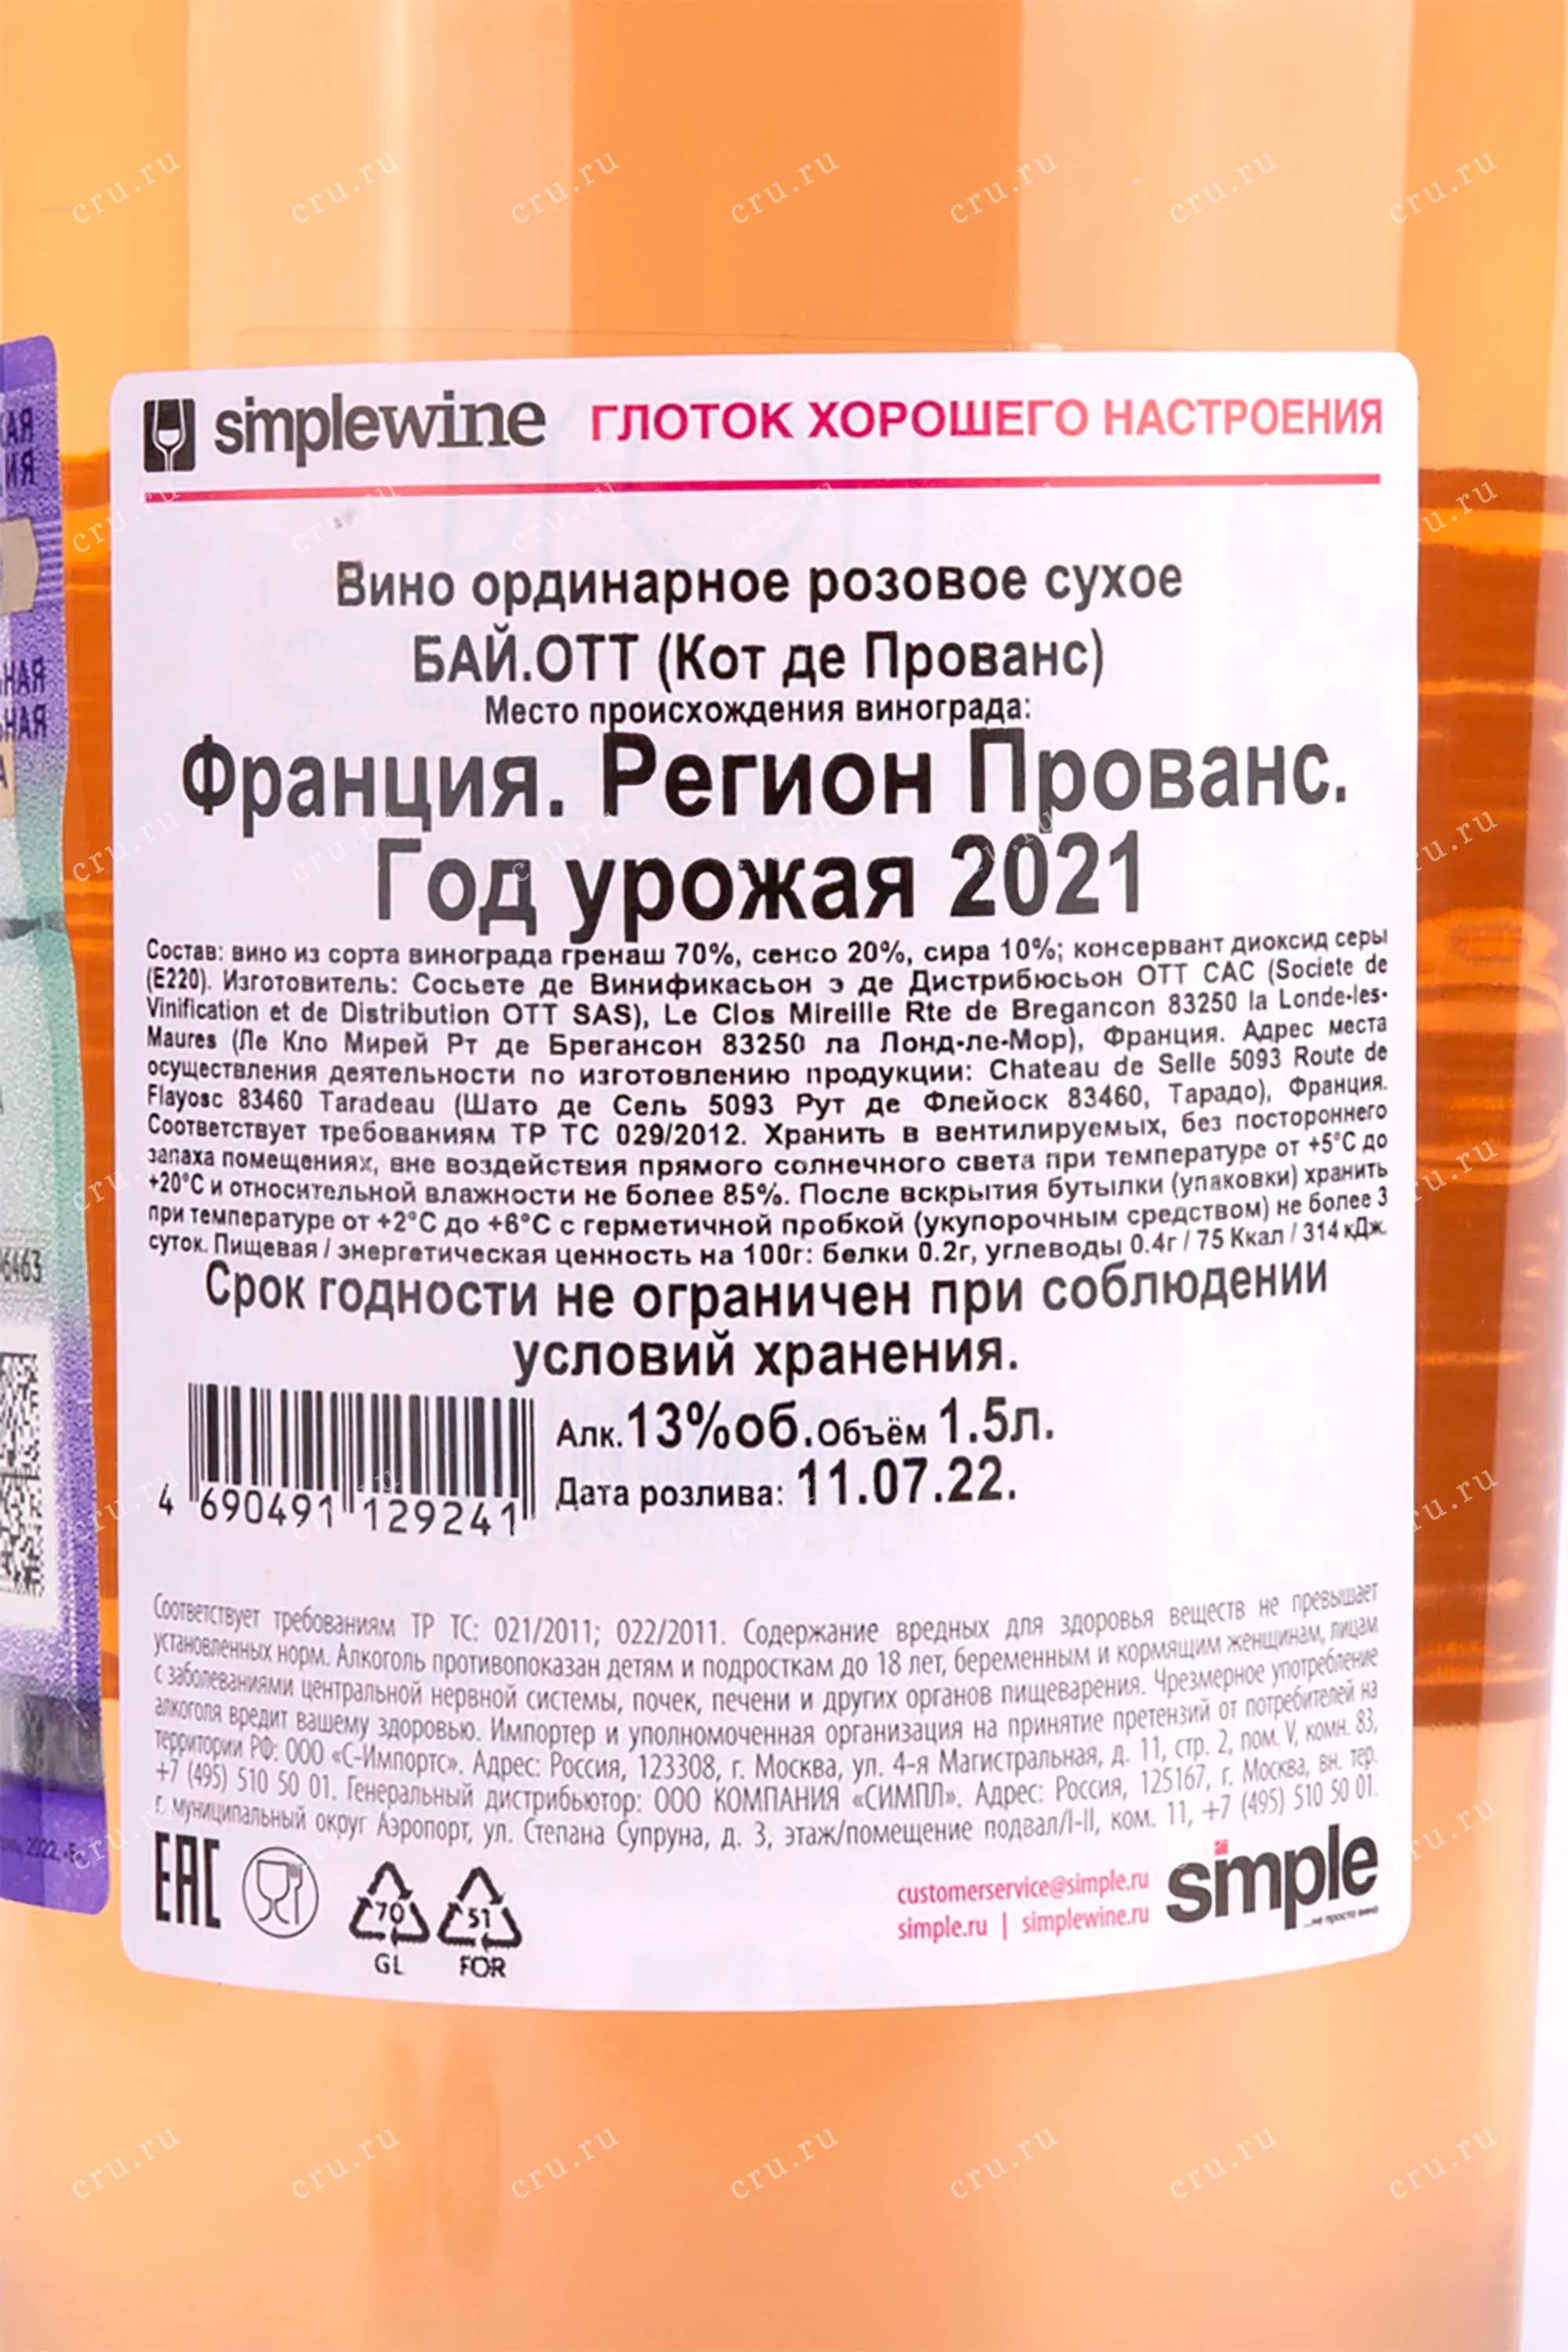 simplewine ГЛОТОК ХОРОШЕГО НАСТРОЕНИЯ
Вино ординарное розовое сухое
БАЙ.ОТТ (Кот де Прованс)
Место происхождения винограда:
Франция. Регион Прованс.
Год урожая 2021
Состав: вино из сорта винограда гренаш 70%, сенсо 20%, сира 10%; консервант диоксид серы
(E220). Изготовитель: Сосьете де Винификасьон э де Дистрибюсьон ОТТ САС (Societe de
Vinification et de Distribution OTT SAS), Le Clos Mireille Rte de Bregancon 83250 la Londe-les-
Maures (Ле Кло Мирей Рт де Брегансон 83250 ла Лонд-ле-Мор), Франция. Адрес места
осуществления деятельности по изготовлению продукции: Chateau de Selle 5093 Route de
Flayosc 83460 Taradeau (Шато де Сель 5093 Рут де Флейоск 83460, Тарадо), Франция.
Соответствует требованиям ТР ТС 029/2012. Хранить в вентилируемых, без постороннего
запаха помещениях, вне воздействия прямого солнечного света при температуре от +5°C до
+20°C и относительной влажности не более 85%. После вскрытия бутылки (упаковки) хранить
при температуре от +2°C до +6°C с герметичной пробкой (укупорочным средством) не более 3
суток. Пищевая / энергетическая ценность на 100г: белки 0.2г, углеводы 0.4г / 75 Ккал / 314 кДж.
Срок годности не ограничен при соблюдении
условий хранения.
Алк.13%об.Объём 1.5л.
Дата розлива: 11.07.22.
4 690491 129241
Соответствует требованиям ТР ТС: 021/2011; 022/2011. Содержание вредных для здоровья веществ не превышает
установленных норм. Алкоголь противопоказан детям и подросткам до 18 лет, беременным и кормящим женщинам, лицам
с заболеваниями центральной нервной системы, почек, печени и других органов пищеварения. Чрезмерное употребление
алкоголя вредит вашему здоровью. Импортер и уполномоченная организация на принятие претензий от потребителей на
территории РФ: ООО «С-Импортс». Адрес: Россия, 123308, г. Москва, ул. 4-я Магистральная, д. 11, стр. 2, пом. V, комн. 83,
+7 (495) 510 50 01. Генеральный дистрибьютор: ООО КОМПАНИЯ «СИМПЛ». Адрес: Россия, 125167, г. Москва, вн. тер.
г. муниципальный округ Аэропорт, ул. Степана Супруна, д. 3, этаж/помещение подвал/I-II, ком. 11, +7 (495) 510 50 01.
EAC
70
GL
51
FOR
customerservice@simple.ru
simple.ru | simplewine.ru
simple
...не просто вино
6463
cru.ru